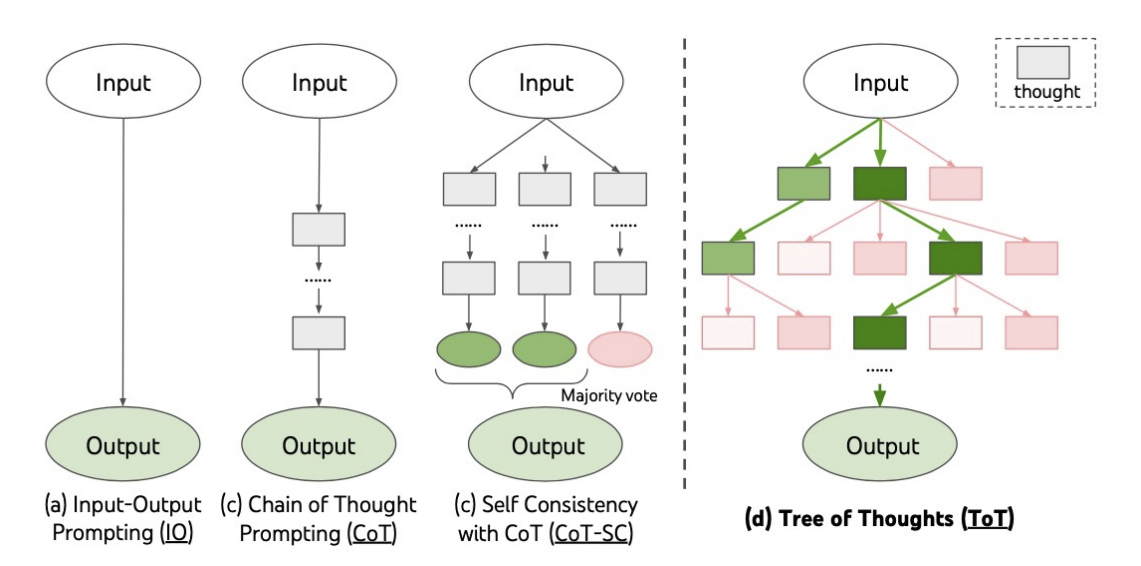 Input
Input
Input
Input
thought
......
......
......
......
......
Majority vote
Output
Output
Output
Output
(a) Input-Output
Prompting (IO)
(c) Chain of Thought
Prompting (CoT)
(c) Self Consistency
with CoT (CoT-SC)
(d) Tree of Thoughts (ToT)